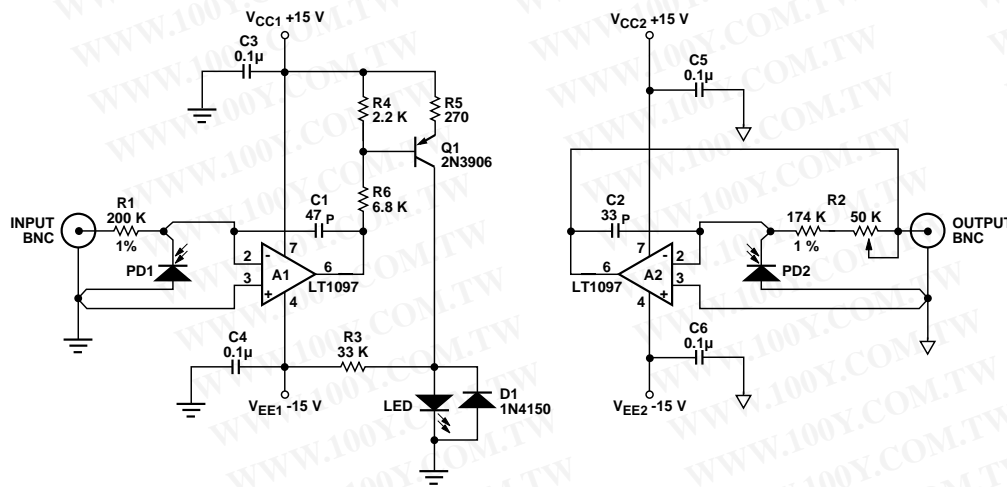 VCC1 +15 V
VCC2 +15 V
C3
0.1µ
C5
0.1µ
R4
2.2 K
R5
270
Q1
2N3906
R6
6.8 K
C1
47 P
R1
200 K
1%
INPUT
BNC
PD1
2
-
3
+
A1
7
4
6
LT1097
C4
0.1µ
R3
33 K
VEE1 -15 V
LED
D1
1N4150
C2
33 P
174 K
1 %
R2
50 K
OUTPUT
BNC
7
2
-
3
+
A2
4
6
LT1097
PD2
C6
0.1µ
VEE2 -15 V
WWW.100Y.COM.TW